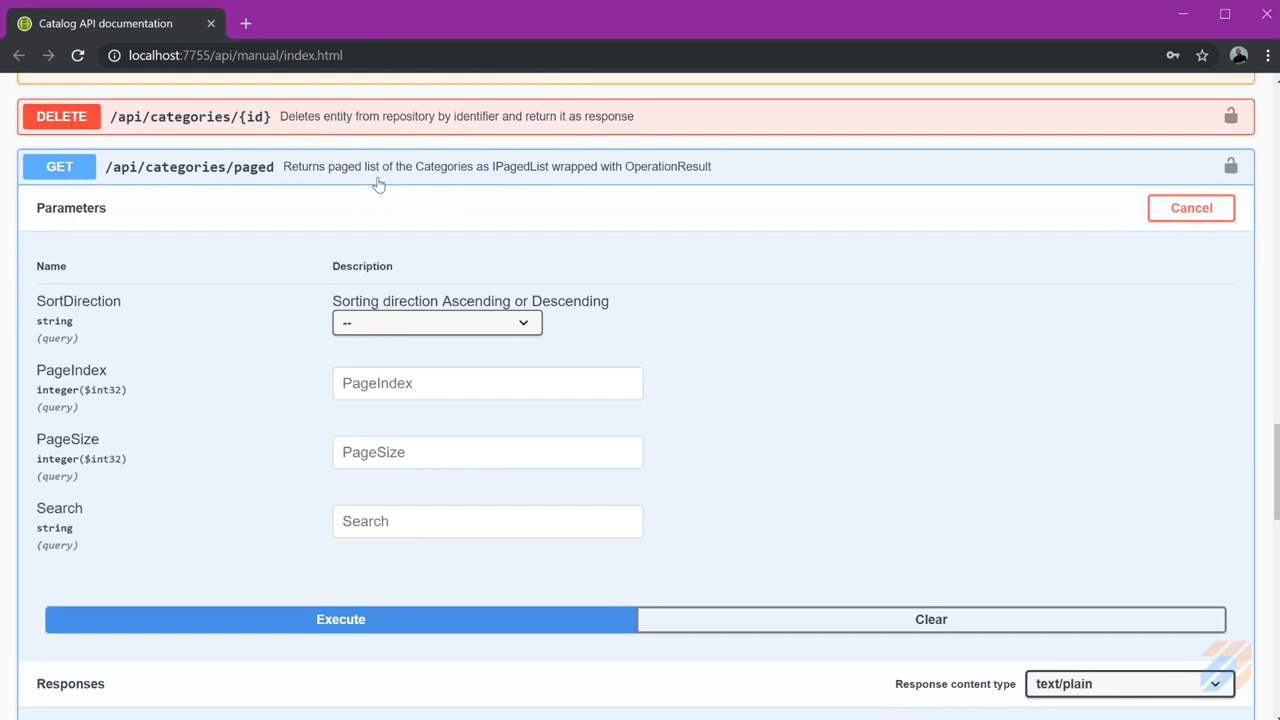 Catalog API documentation
localhost:7755/api/manual/index.html
DELETE /api/categories/{id} Deletes entity from repository by identifier and return it as response
GET /api/categories/paged Returns paged list of the Categories as IPagedList wrapped with OperationResult
Parameters Cancel
Name Description
SortDirection Sorting direction Ascending or Descending
string --
(query)
PageIndex
integer($int32) PageIndex
(query)
PageSize
integer($int32) PageSize
(query)
Search
string Search
(query)
Execute Clear
Responses Response content type text/plain